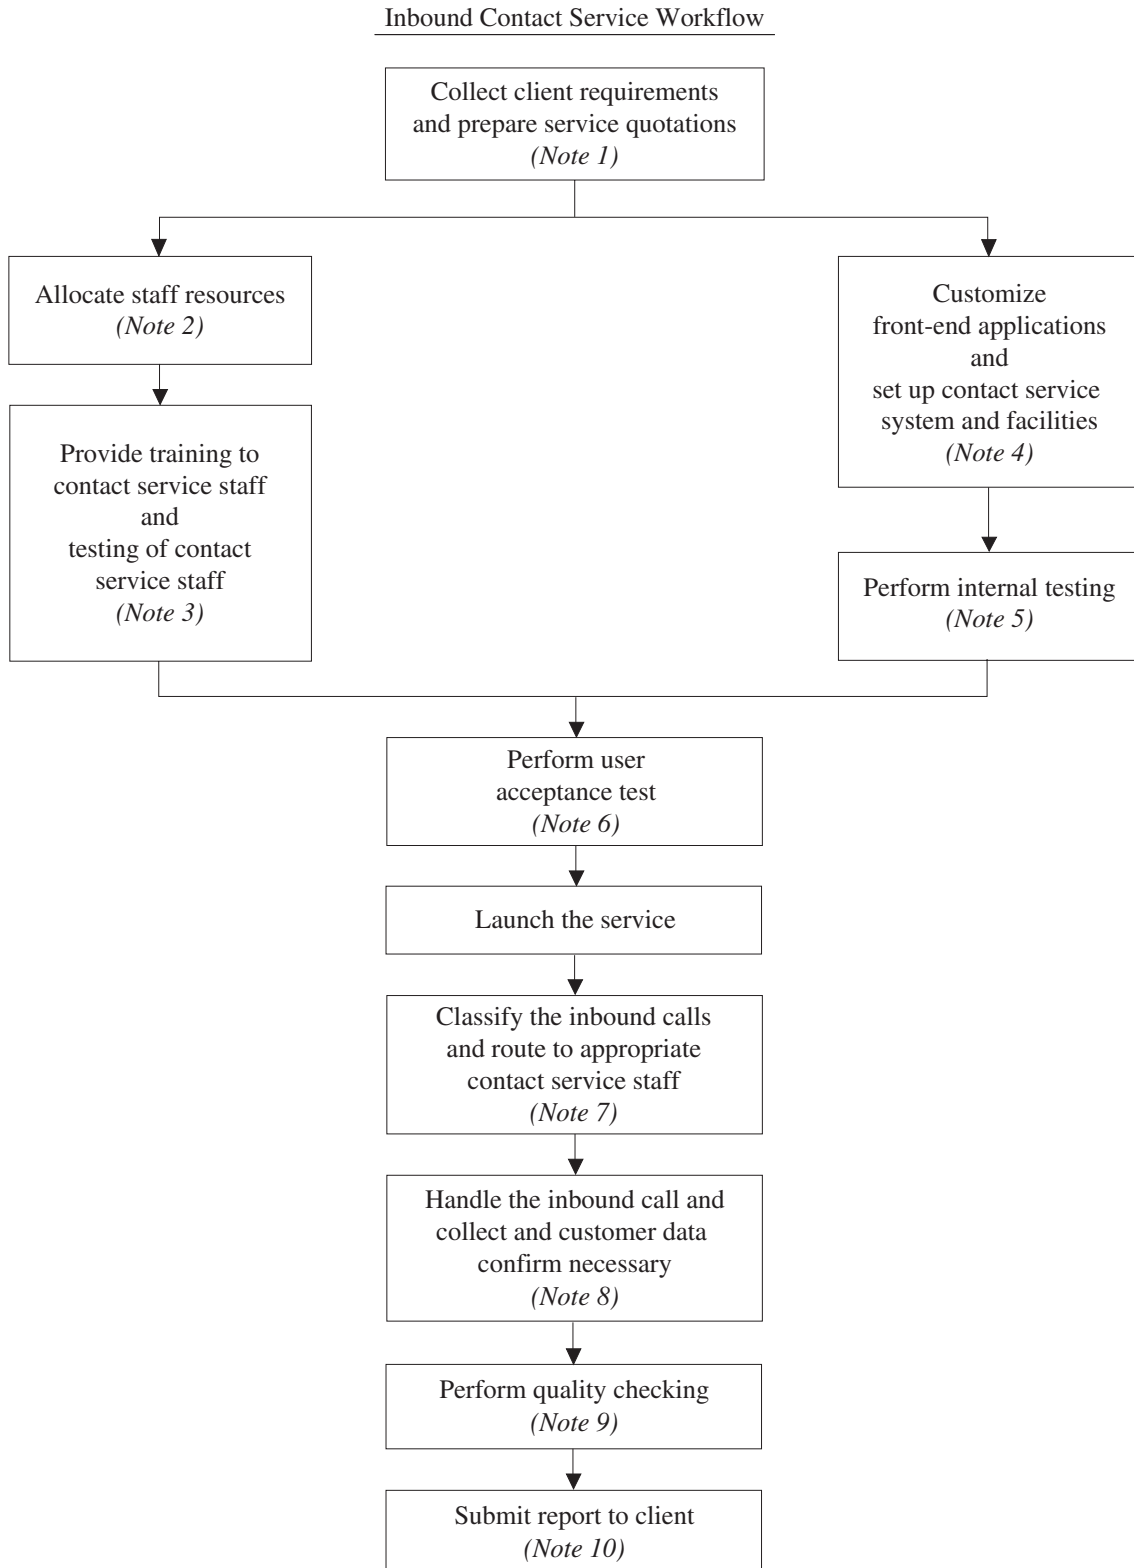 Inbound Contact Service Workflow
Collect client requirements
and prepare service quotations
(Note 1)
Allocate staff resources
(Note 2)
Provide training to
contact service staff
and
testing of contact
service staff
(Note 3)
Customize
front-end applications
and
set up contact service
system and facilities
(Note 4)
Perform internal testing
(Note 5)
Perform user
acceptance test
(Note 6)
Launch the service
Classify the inbound calls
and route to appropriate
contact service staff
(Note 7)
Handle the inbound call and
collect and customer data
confirm necessary
(Note 8)
Perform quality checking
(Note 9)
Submit report to client
(Note 10)